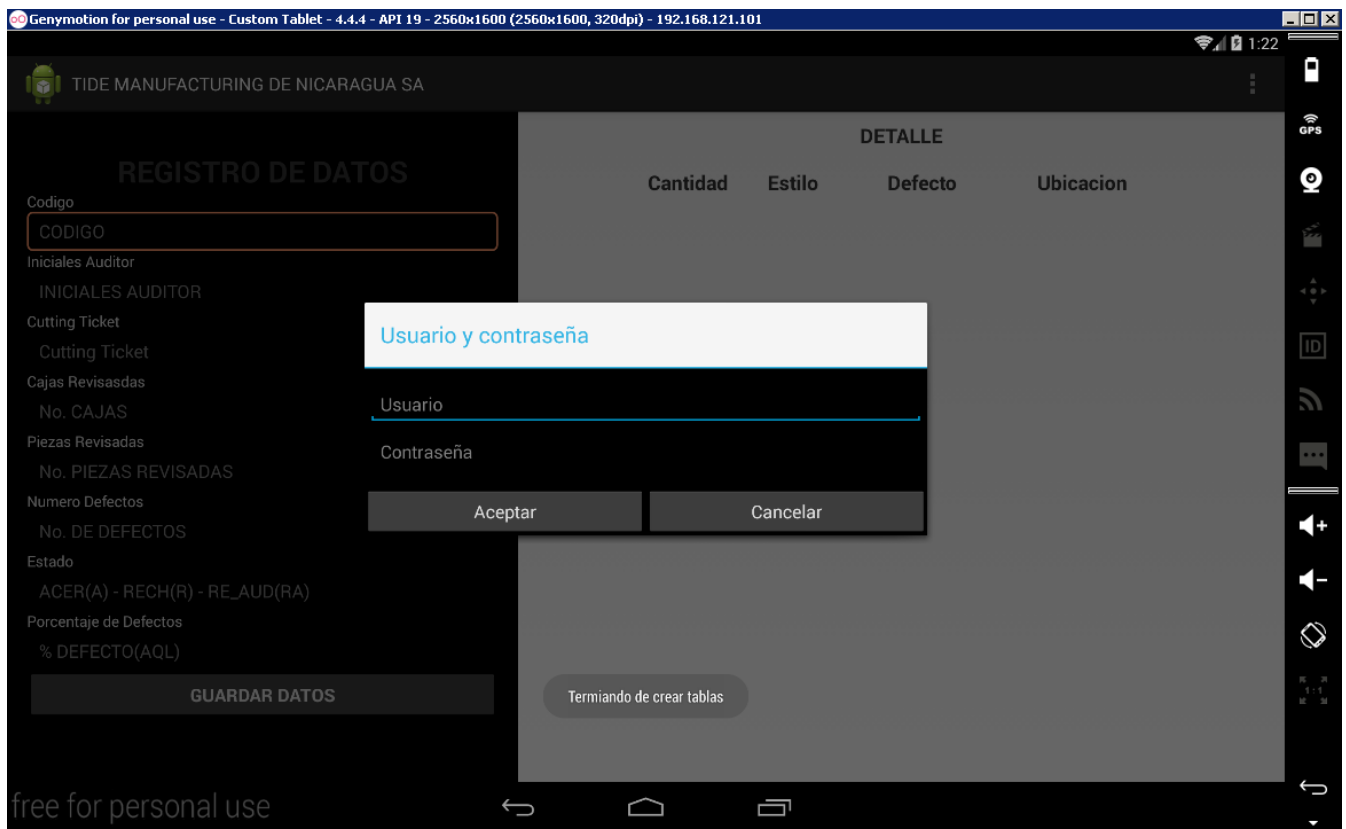 Genymotion for personal use - Custom Tablet - 4.4.4 - API 19 - 2560x1600 (2560x1600, 320dpi) - 192.168.121.101
1:22
TIDE MANUFACTURING DE NICARAGUA SA
GPS
REGISTRO DE DATOS
Codigo
CODIGO
Iniciales Auditor
INICIALES AUDITOR
Cutting Ticket
Cutting Ticket
Cajas Revisasdas
No. CAJAS
Piezas Revisadas
No. PIEZAS REVISADAS
Numero Defectos
No. DE DEFECTOS
Estado
ACER(A) - RECH(R) - RE_AUD(RA)
Porcentaje de Defectos
% DEFECTO(AQL)
GUARDAR DATOS
DETALLE
Cantidad Estilo Defecto Ubicacion
Usuario y contraseña
Usuario
Contraseña
Aceptar Cancelar
Termiando de crear tablas
ID
1:1
free for personal use